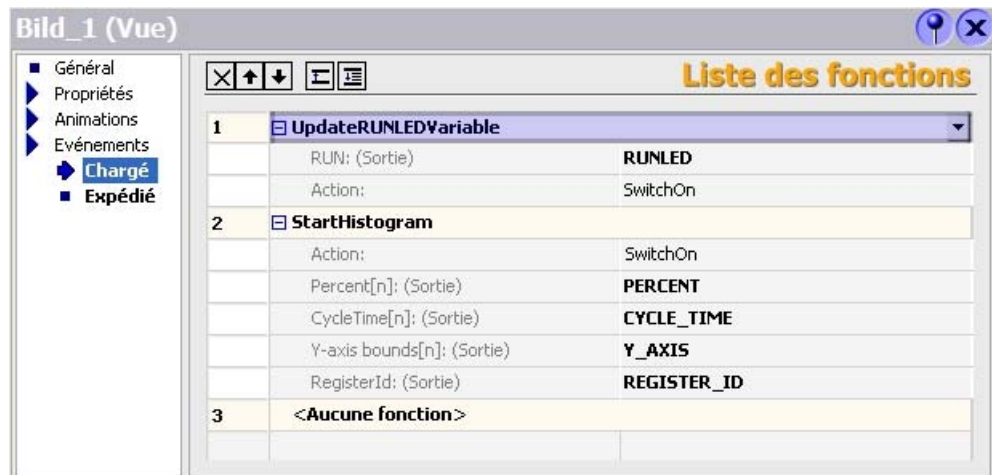 Bild_1 (Vue)
Général
Propriétés
Animations
Evénements
Chargé
Expédié
Liste des fonctions
1 UpdateRUNLEDVariable
RUN: (Sortie) RUNLED
Action: SwitchOn
2 StartHistogram
Action: SwitchOn
Percent[n]: (Sortie) PERCENT
CycleTime[n]: (Sortie) CYCLE_TIME
Y-axis bounds[n]: (Sortie) Y_AXIS
RegisterId: (Sortie) REGISTER_ID
3 <Aucune fonction>